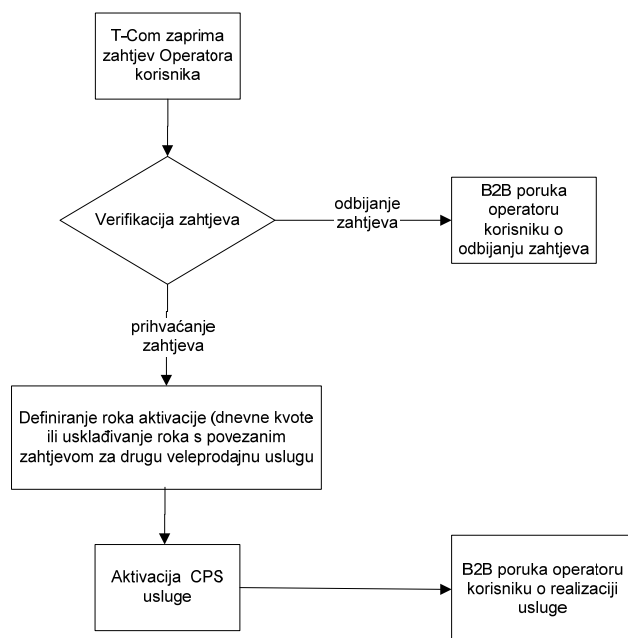 T-Com zaprima
zahtjev Operatora
korisnika
Verifikacija zahtjeva
odbijanje
zahtjeva
B2B poruka
operatoru
korisniku o
odbijanju zahtjeva
prihvaćanje
zahtjeva
Definiranje roka aktivacije (dnevne kvote
ili usklađivanje roka s povezanim
zahtjevom za drugu veleprodajnu uslugu
Aktivacija CPS
usluge
B2B poruka operatoru
korisniku o realizaciji
usluge